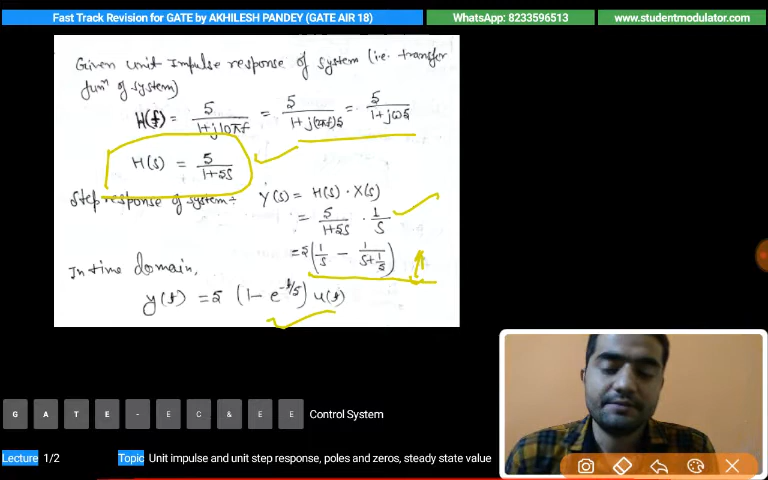 Fast Track Revision for GATE by AKHILESH PANDEY (GATE AIR 18)
WhatsApp: 8233596513
www.studentmodulator.com
Given unit Impulse response of system (i.e. transfer
funⁿ of system)
H(f) = 5/(1+j10πf) = 5/(1+j(2πf)5) = 5/(1+jω5)
H(s) = 5/(1+5s)
Step response of system:- Y(s) = H(s) · X(s)
= 5/(1+5s) · 1/s
= 5(1/s − 1/(s+1/5))
In time domain,
y(t) = 5 (1− e^(-t/5)) u(t)
G A T E - E C & E E Control System
Lecture 1/2 Topic Unit impulse and unit step response, poles and zeros, steady state value